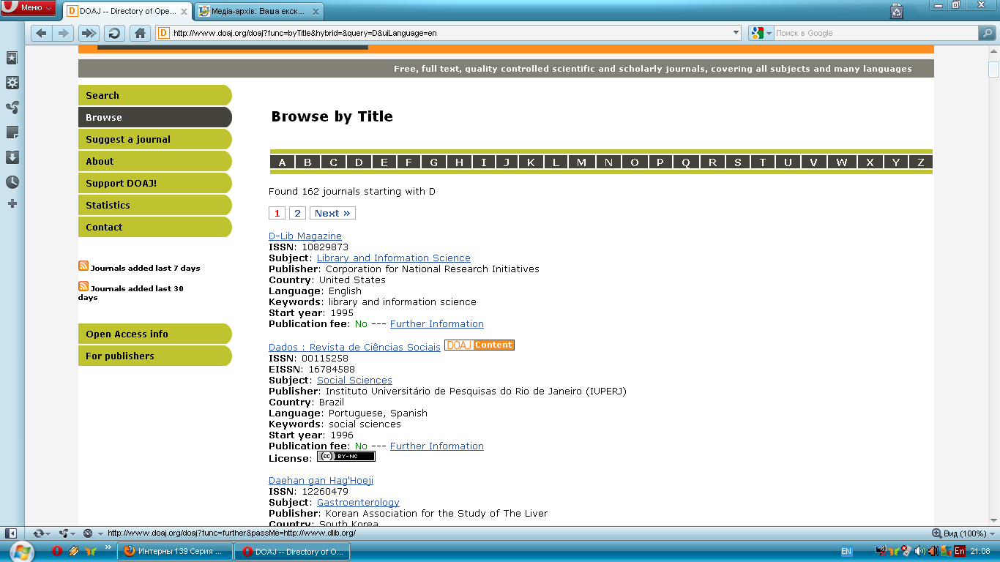 Меню
DOAJ -- Directory of Ope...
Медіа-архів: Ваша екск...
http://www.doaj.org/doaj?func=byTitle&hybrid=&query=D&uiLanguage=en
Поиск в Google
Free, full text, quality controlled scientific and scholarly journals, covering all subjects and many languages
Search
Browse
Suggest a journal
About
Support DOAJ!
Statistics
Contact
Journals added last 7 days
Journals added last 30
days
Open Access info
For publishers
Browse by Title
A B C D E F G H I J K L M N O P Q R S T U V W X Y Z
Found 162 journals starting with D
1 2 Next »
D-Lib Magazine
ISSN: 10829873
Subject: Library and Information Science
Publisher: Corporation for National Research Initiatives
Country: United States
Language: English
Keywords: library and information science
Start year: 1995
Publication fee: No --- Further Information
Dados : Revista de Ciências Sociais DOAJ Content
ISSN: 00115258
EISSN: 16784588
Subject: Social Sciences
Publisher: Instituto Universitário de Pesquisas do Rio de Janeiro (IUPERJ)
Country: Brazil
Language: Portuguese, Spanish
Keywords: social sciences
Start year: 1996
Publication fee: No --- Further Information
License: (cc) BY-NC
Daehan gan Hag'Hoeji
ISSN: 12260479
Subject: Gastroenterology
Publisher: Korean Association for the Study of The Liver
Country: South Korea
http://www.doaj.org/doaj?func=further&passMe=http://www.dlib.org/
Вид (100%)
Интерны 139 Серия ...
DOAJ -- Directory of O...
EN
En
21:08